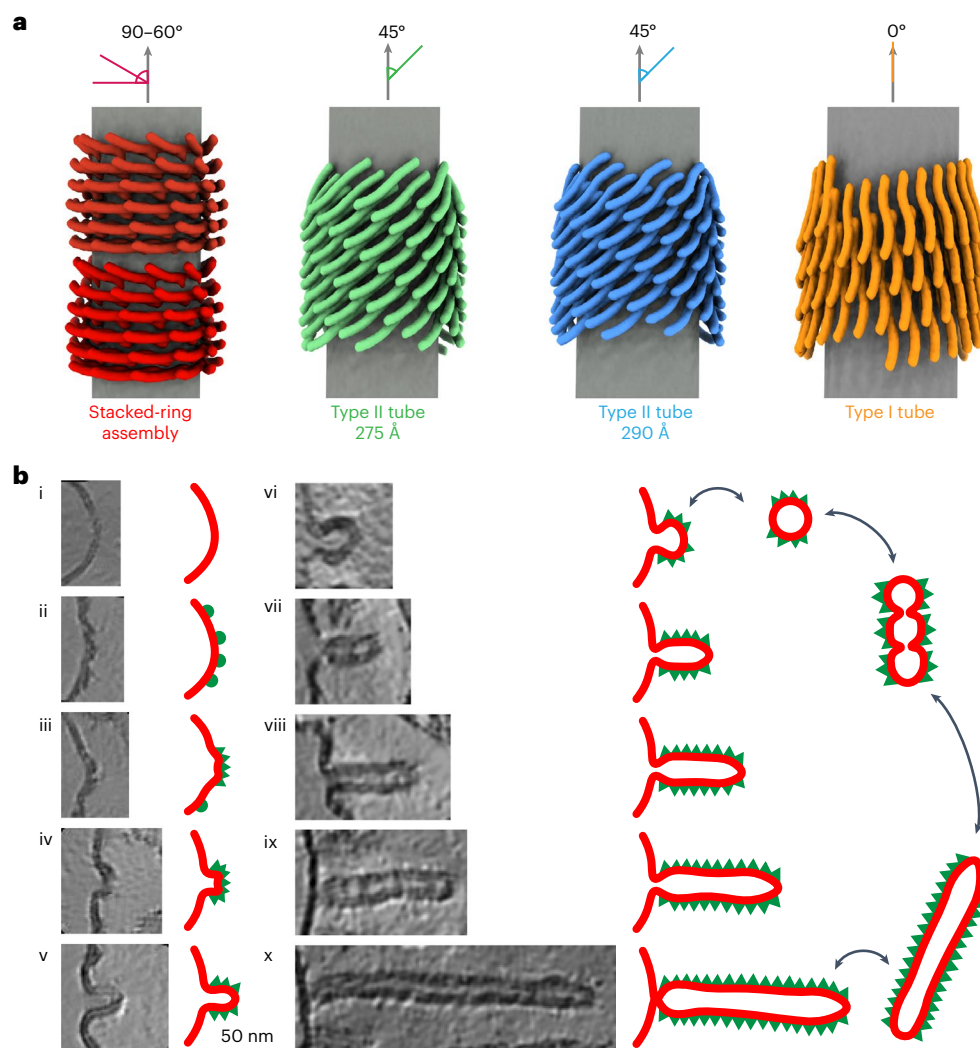 a
90–60° 45° 45° 0°
Stacked-ring Type II tube Type II tube Type I tube
assembly 275 Å 290 Å
b
i vi
ii vii
iii viii
iv ix
v x
50 nm